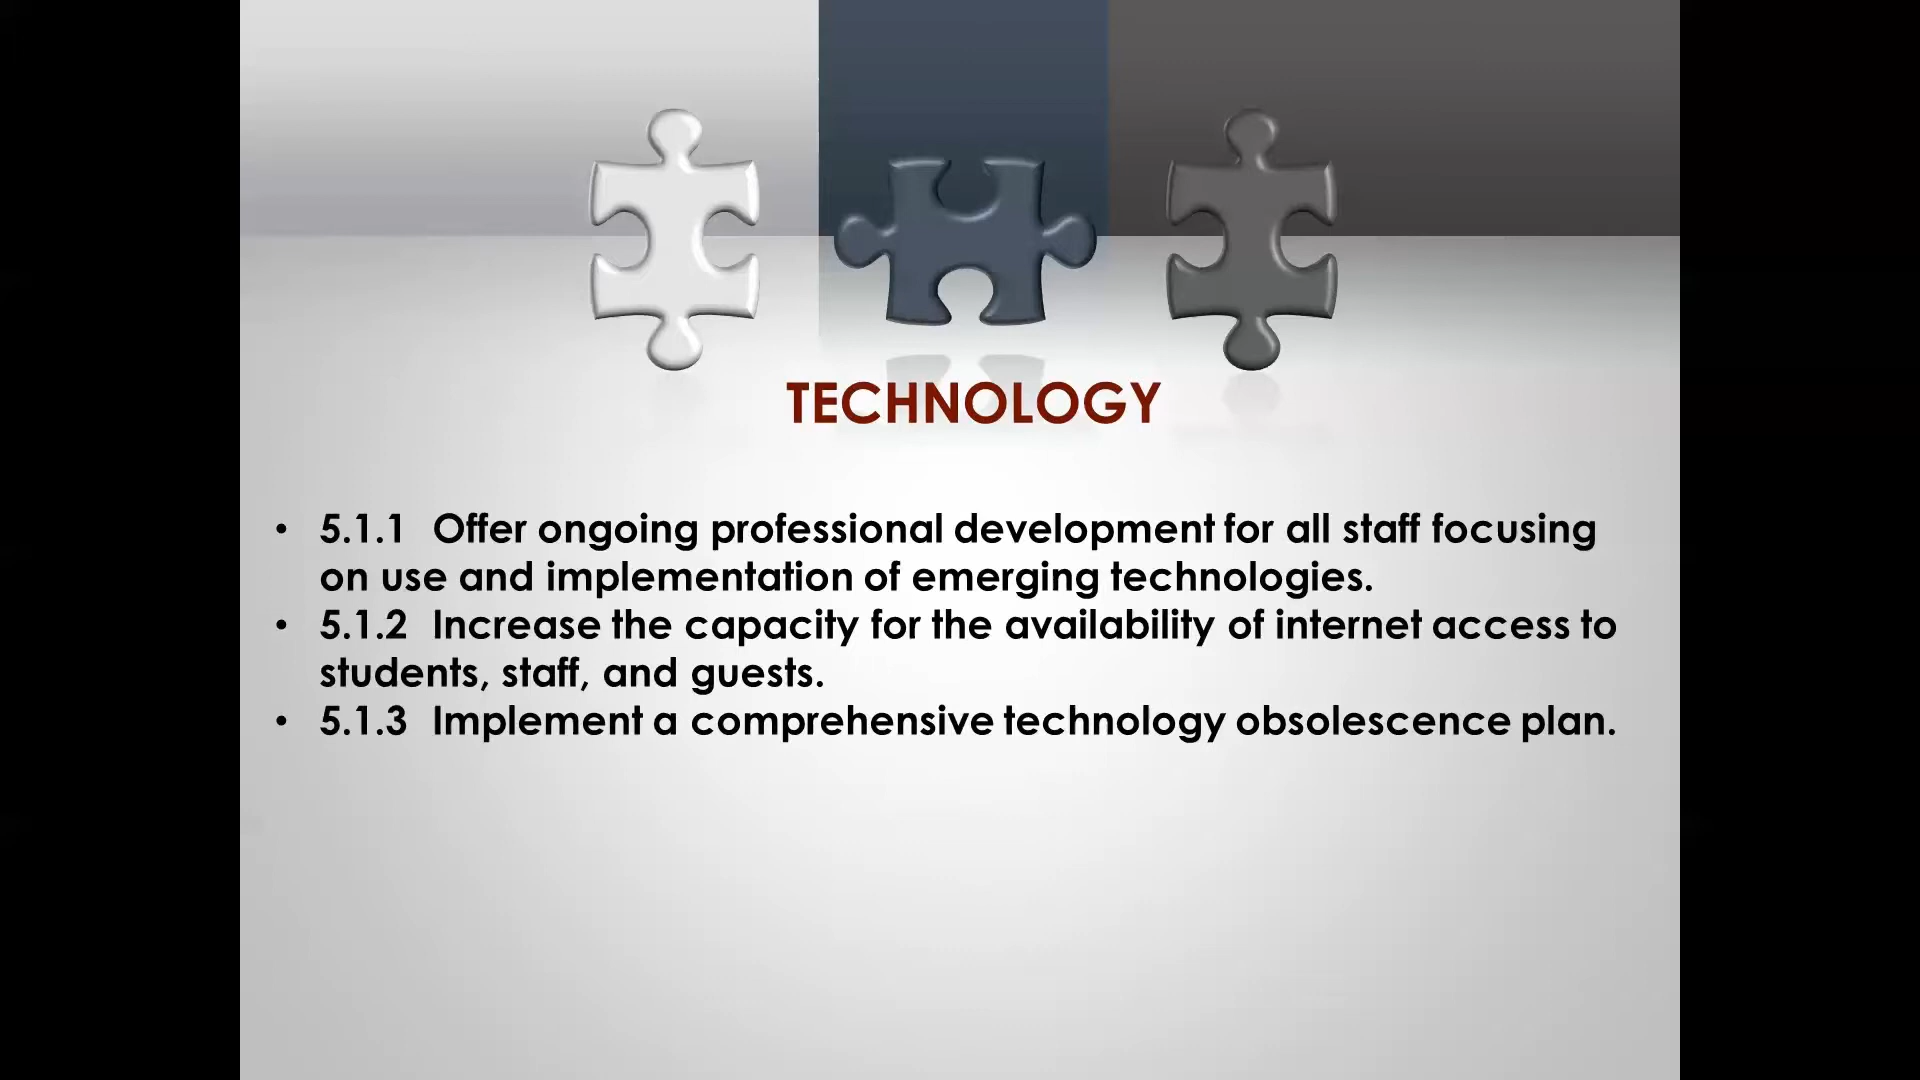 TECHNOLOGY
• 5.1.1 Offer ongoing professional development for all staff focusing
on use and implementation of emerging technologies.
• 5.1.2 Increase the capacity for the availability of internet access to
students, staff, and guests.
• 5.1.3 Implement a comprehensive technology obsolescence plan.